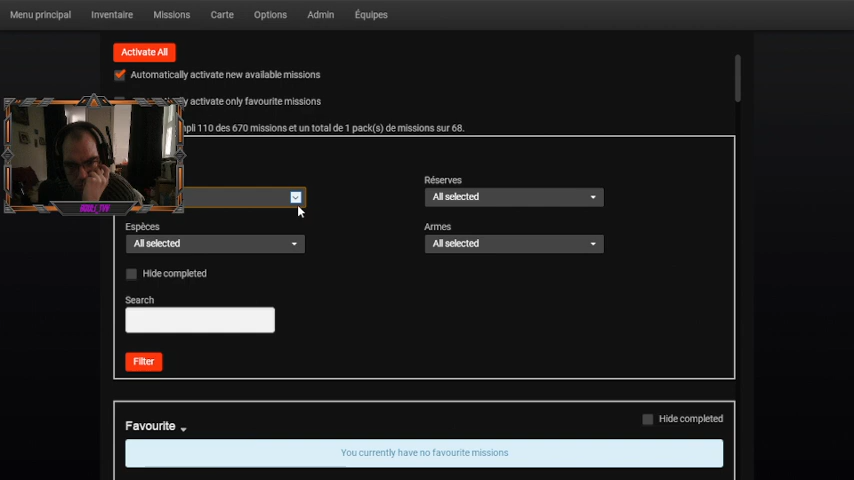 Menu principal Inventaire Missions Carte Options Admin Équipes
Activate All
Automatically activate new available missions
activate only favourite missions
pli 110 des 670 missions et un total de 1 pack(s) de missions sur 68.
Réserves
All selected
Espèces Armes
All selected All selected
Hide completed
Search
Filter
Favourite Hide completed
You currently have no favourite missions